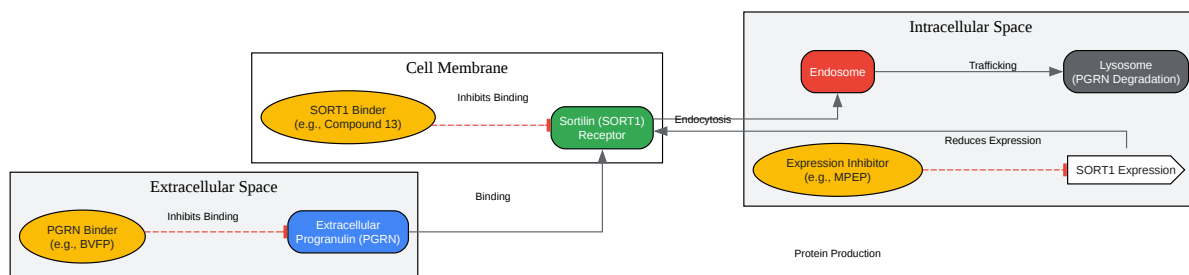 Intracellular Space
Endosome
Trafficking
Lysosome
(PGRN Degradation)
Cell Membrane
SORT1 Binder
(e.g., Compound 13)
Inhibits Binding
Sortilin (SORT1)
Receptor
Endocytosis
Reduces Expression
Expression Inhibitor
(e.g., MPEP)
SORT1 Expression
Extracellular Space
PGRN Binder
(e.g., BVFP)
Inhibits Binding
Extracellular
Progranulin (PGRN)
Binding
Protein Production